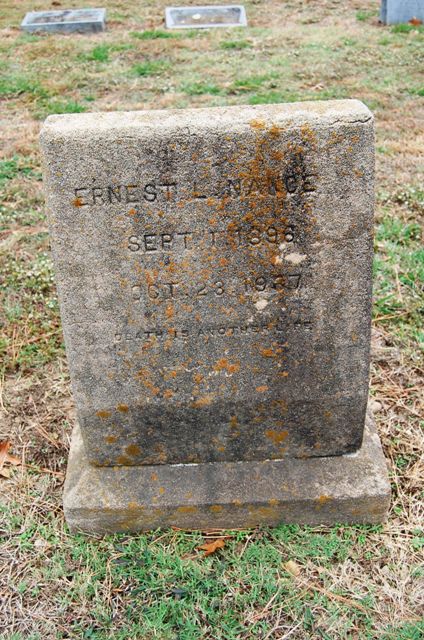 ERNEST L. NANCE
SEPT. 1, 1896
OCT. 23, 1937
DEATH IS ANOTHER LIFE